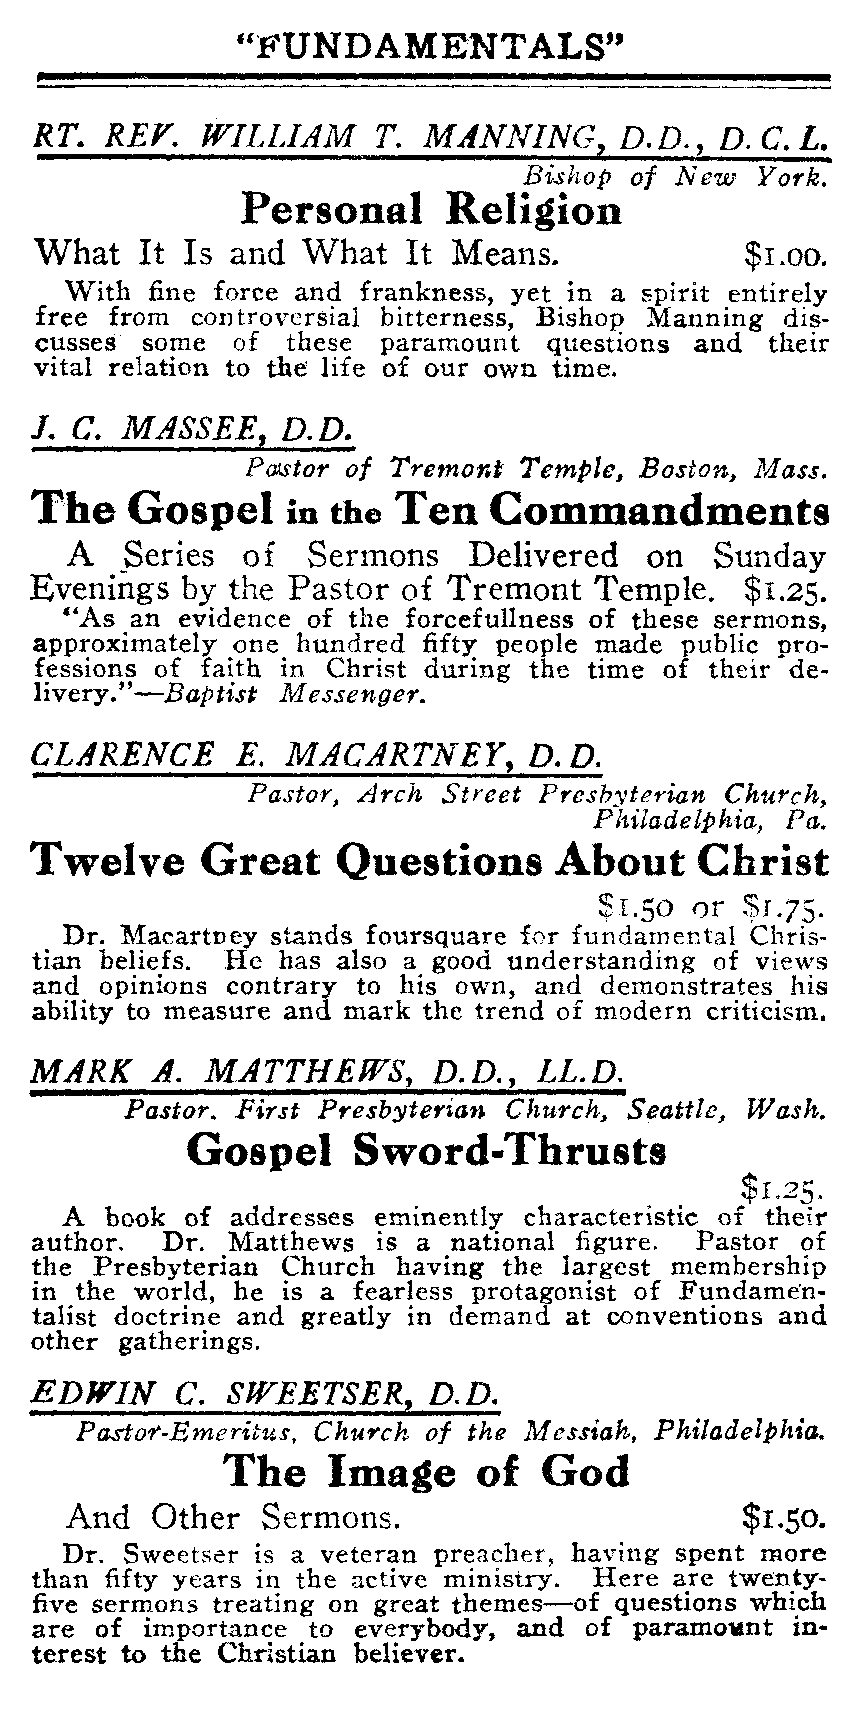 “FUNDAMENTALS”
RT. REV. WILLIAM T. MANNING, D.D., D.C.L.
Bishop of New York.
Personal Religion
What It Is and What It Means. $1.00.
With fine force and frankness, yet in a spirit entirely
free from controversial bitterness, Bishop Manning dis-
cusses some of these paramount questions and their
vital relation to the life of our own time.
J. C. MASSEE, D.D.
Pastor of Tremont Temple, Boston, Mass.
The Gospel in the Ten Commandments
A Series of Sermons Delivered on Sunday
Evenings by the Pastor of Tremont Temple. $1.25.
“As an evidence of the forcefullness of these sermons,
approximately one hundred fifty people made public pro-
fessions of faith in Christ during the time of their de-
livery.”—Baptist Messenger.
CLARENCE E. MACARTNEY, D.D.
Pastor, Arch Street Presbyterian Church,
Philadelphia, Pa.
Twelve Great Questions About Christ
$1.50 or $1.75.
Dr. Macartney stands foursquare for fundamental Chris-
tian beliefs. He has also a good understanding of views
and opinions contrary to his own, and demonstrates his
ability to measure and mark the trend of modern criticism.
MARK A. MATTHEWS, D.D., LL.D.
Pastor. First Presbyterian Church, Seattle, Wash.
Gospel Sword-Thrusts
$1.25.
A book of addresses eminently characteristic of their
author. Dr. Matthews is a national figure. Pastor of
the Presbyterian Church having the largest membership
in the world, he is a fearless protagonist of Fundamen-
talist doctrine and greatly in demand at conventions and
other gatherings.
EDWIN C. SWEETSER, D.D.
Pastor-Emeritus, Church of the Messiah, Philadelphia.
The Image of God
And Other Sermons. $1.50.
Dr. Sweetser is a veteran preacher, having spent more
than fifty years in the active ministry. Here are twenty-
five sermons treating on great themes—of questions which
are of importance to everybody, and of paramount in-
terest to the Christian believer.